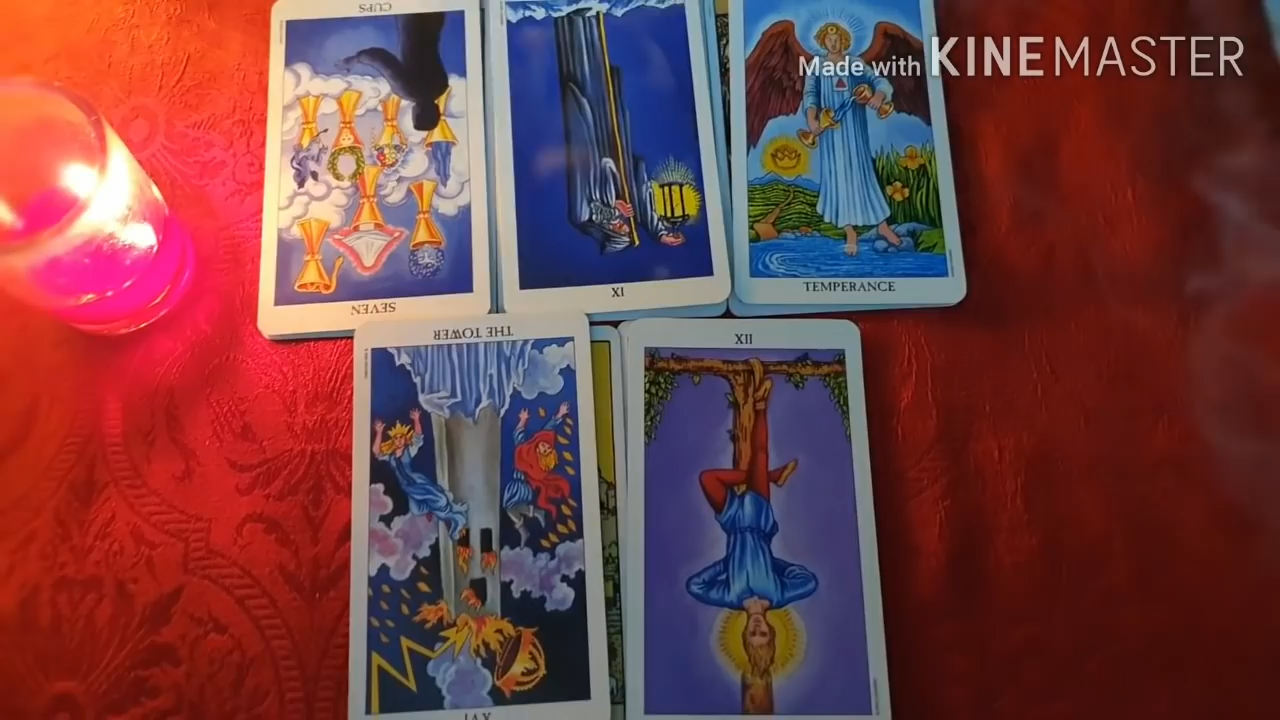 CUPS
SEVEN
IX
TEMPERANCE
Made with KINEMASTER
THE TOWER
XVI
XII